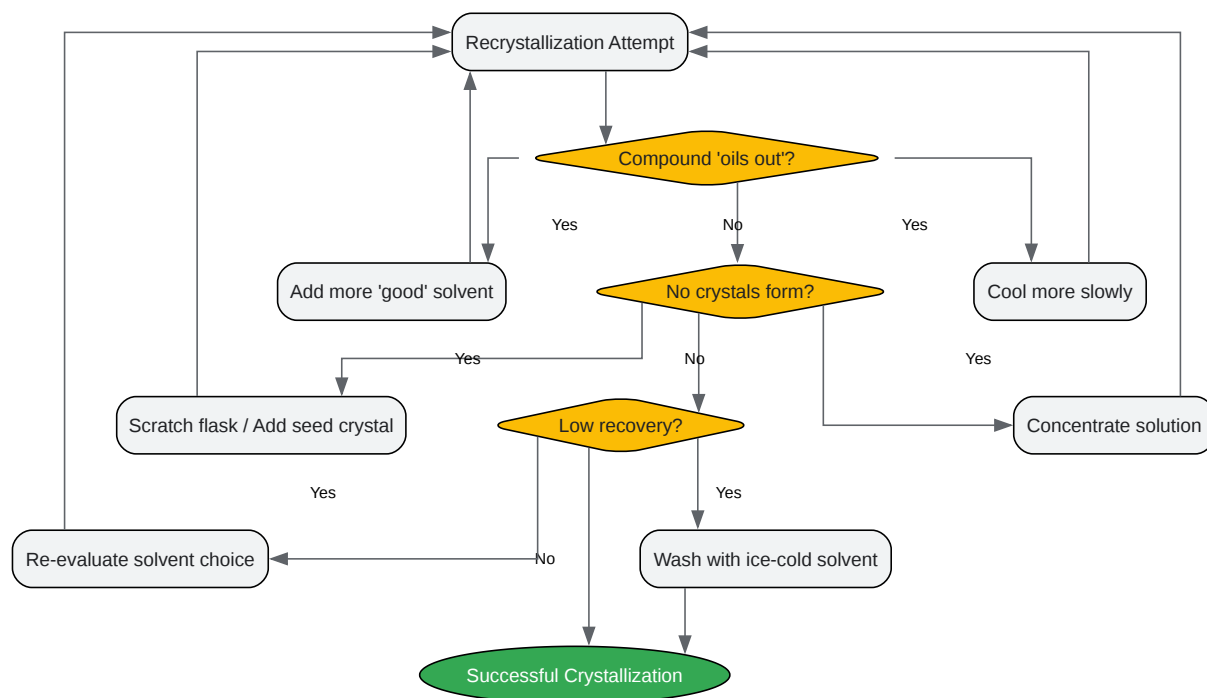 Recrystallization Attempt
Compound 'oils out'?
Yes
No
Yes
Add more 'good' solvent
No crystals form?
Cool more slowly
Yes
No
Yes
Scratch flask / Add seed crystal
Low recovery?
Concentrate solution
Yes
Yes
Re-evaluate solvent choice
No
Wash with ice-cold solvent
Successful Crystallization